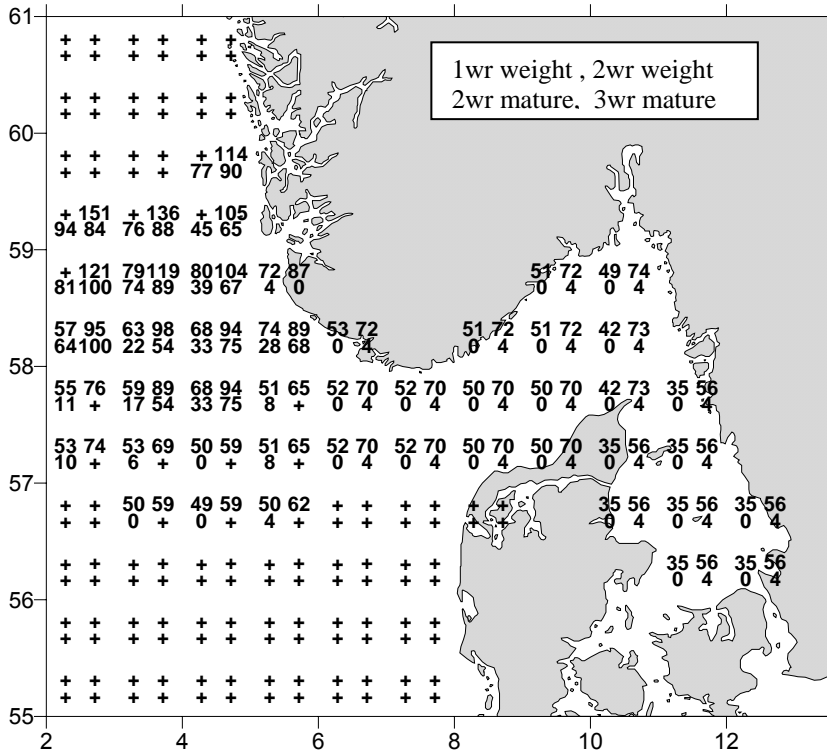 61
+ + + + + +
+ + + + + +
1wr weight , 2wr weight
2wr mature, 3wr mature
+ + + + + +
+ + + + + +
60
+ + + + + 114
+ + + + 77 90
+ 151 + 136 + 105
94 84 76 88 45 65
59
+ 121 79 119 80 104 72 87 51 72 49 74
81 100 74 89 39 67 4 0 0 4 0 4
57 95 63 98 68 94 74 89 53 72 51 72 51 72 42 73
64 100 22 54 33 75 28 68 0 4 0 4 0 4 0 4
58
55 76 59 89 68 94 51 65 52 70 52 70 50 70 50 70 42 73 35 56
11 + 17 54 33 75 8 + 0 4 0 4 0 4 0 4 0 4 0 4
53 74 53 69 50 59 51 65 52 70 52 70 50 70 50 70 35 56 35 56
10 + 6 + 0 + 8 + 0 4 0 4 0 4 0 4 0 4 0 4
57
+ + 50 59 49 59 50 62 + + + + + + 35 56 35 56 35 56
+ + 0 + 0 + 4 + + + + + + + 0 4 0 4 0 4
+ + + + + + + + + + + + 35 56 35 56
+ + + + + + + + + + + + 0 4 0 4
56
+ + + + + + + + + + + +
+ + + + + + + + + + + +
+ + + + + + + + + + + +
+ + + + + + + + + + + +
55
2 4 6 8 10 12